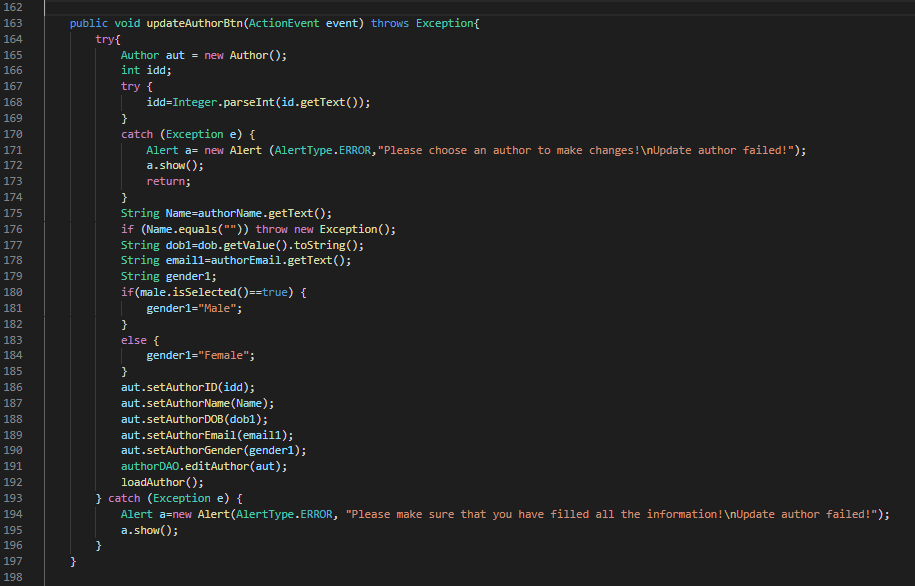 162
163 public void updateAuthorBtn(ActionEvent event) throws Exception{
164 try{
165 Author aut = new Author();
166 int idd;
167 try {
168 idd=Integer.parseInt(id.getText());
169 }
170 catch (Exception e) {
171 Alert a= new Alert (AlertType.ERROR,"Please choose an author to make changes!\nUpdate author failed!");
172 a.show();
173 return;
174 }
175 String Name=authorName.getText();
176 if (Name.equals("")) throw new Exception();
177 String dob1=dob.getValue().toString();
178 String email1=authorEmail.getText();
179 String gender1;
180 if(male.isSelected()==true) {
181 gender1="Male";
182 }
183 else {
184 gender1="Female";
185 }
186 aut.setAuthorID(idd);
187 aut.setAuthorName(Name);
188 aut.setAuthorDOB(dob1);
189 aut.setAuthorEmail(email1);
190 aut.setAuthorGender(gender1);
191 authorDAO.editAuthor(aut);
192 loadAuthor();
193 } catch (Exception e) {
194 Alert a=new Alert(AlertType.ERROR, "Please make sure that you have filled all the information!\nUpdate author failed!");
195 a.show();
196 }
197 }
198